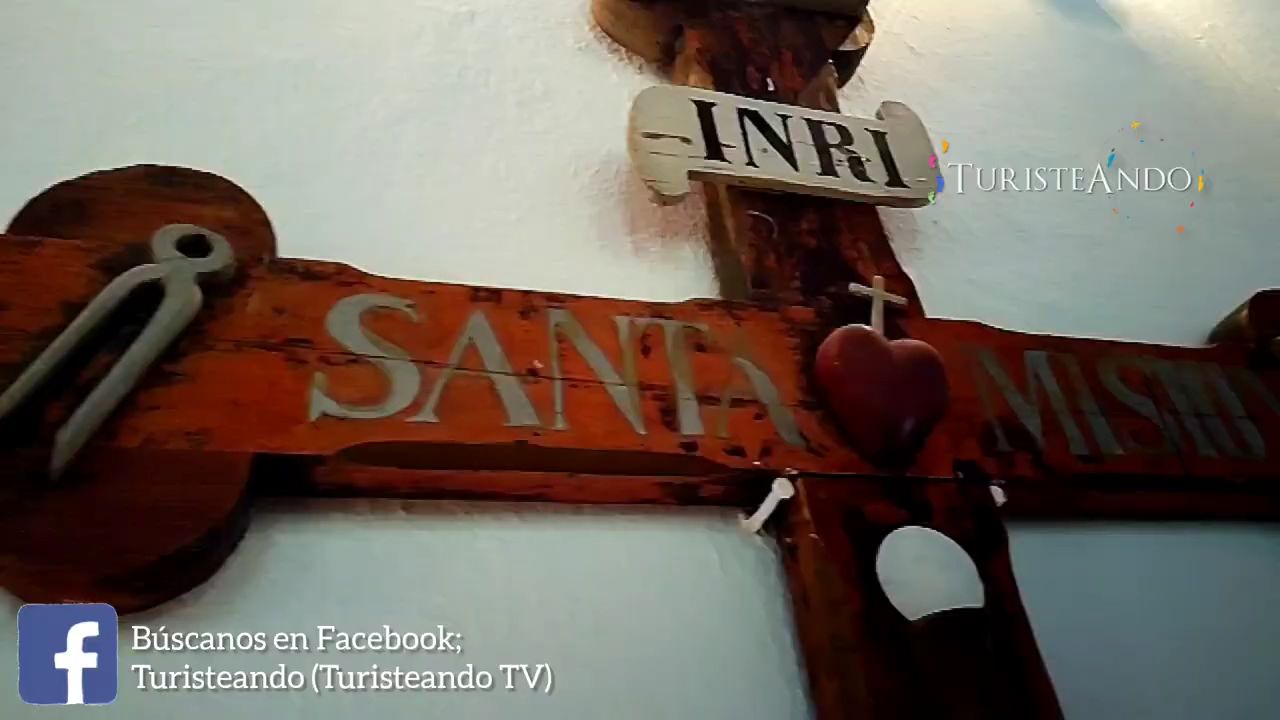 INRI
TURISTEANDO
SANTA
Búscanos en Facebook;
Turisteando (Turisteando TV)